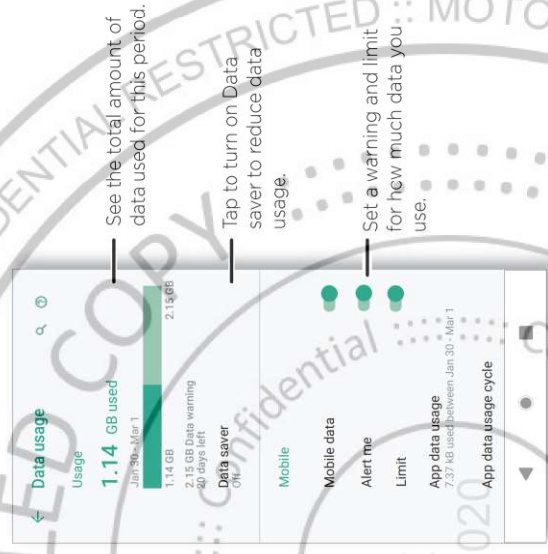 Data usage
Usage
1.14 GB used
Jan 30 - Mar 1
1.14 GB
2.15 GB
2.15 GB Data warning
20 days left
Data saver
Off
Mobile
Mobile data
Alert me
Limit
App data usage
7.37 kB used between Jan 30 - Mar 1
App data usage cycle
See the total amount of
data used for this period.
Tap to turn on Data
saver to reduce data
usage.
Set a warning and limit
for how much data you
use.
RESTRICTED :: MOTO
COPY
Confidential
2020